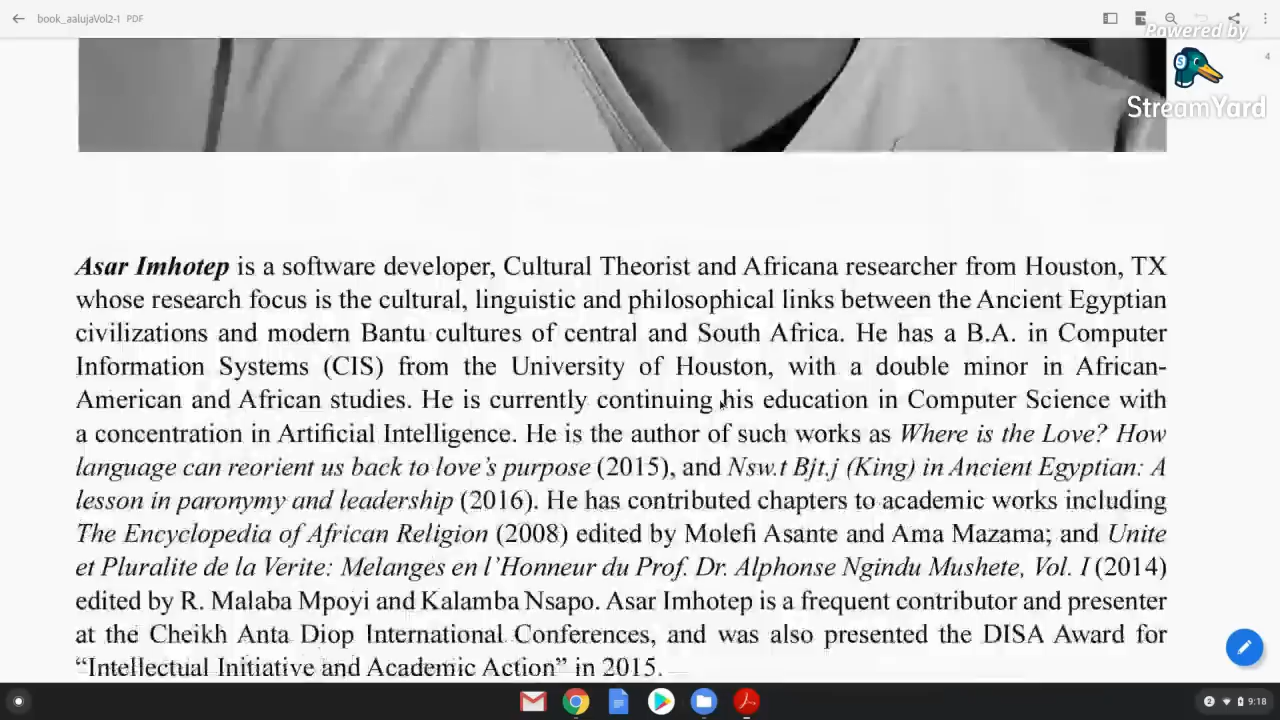 book_aalujaVol2-1 PDF
Powered by
4
StreamYard
Asar Imhotep is a software developer, Cultural Theorist and Africana researcher from Houston, TX
whose research focus is the cultural, linguistic and philosophical links between the Ancient Egyptian
civilizations and modern Bantu cultures of central and South Africa. He has a B.A. in Computer
Information Systems (CIS) from the University of Houston, with a double minor in African-
American and African studies. He is currently continuing his education in Computer Science with
a concentration in Artificial Intelligence. He is the author of such works as Where is the Love? How
language can reorient us back to love's purpose (2015), and Nsw.t Bjt.j (King) in Ancient Egyptian: A
lesson in paronymy and leadership (2016). He has contributed chapters to academic works including
The Encyclopedia of African Religion (2008) edited by Molefi Asante and Ama Mazama; and Unite
et Pluralite de la Verite: Melanges en l'Honneur du Prof. Dr. Alphonse Ngindu Mushete, Vol. I (2014)
edited by R. Malaba Mpoyi and Kalamba Nsapo. Asar Imhotep is a frequent contributor and presenter
at the Cheikh Anta Diop International Conferences, and was also presented the DISA Award for
“Intellectual Initiative and Academic Action” in 2015.
2
9:18